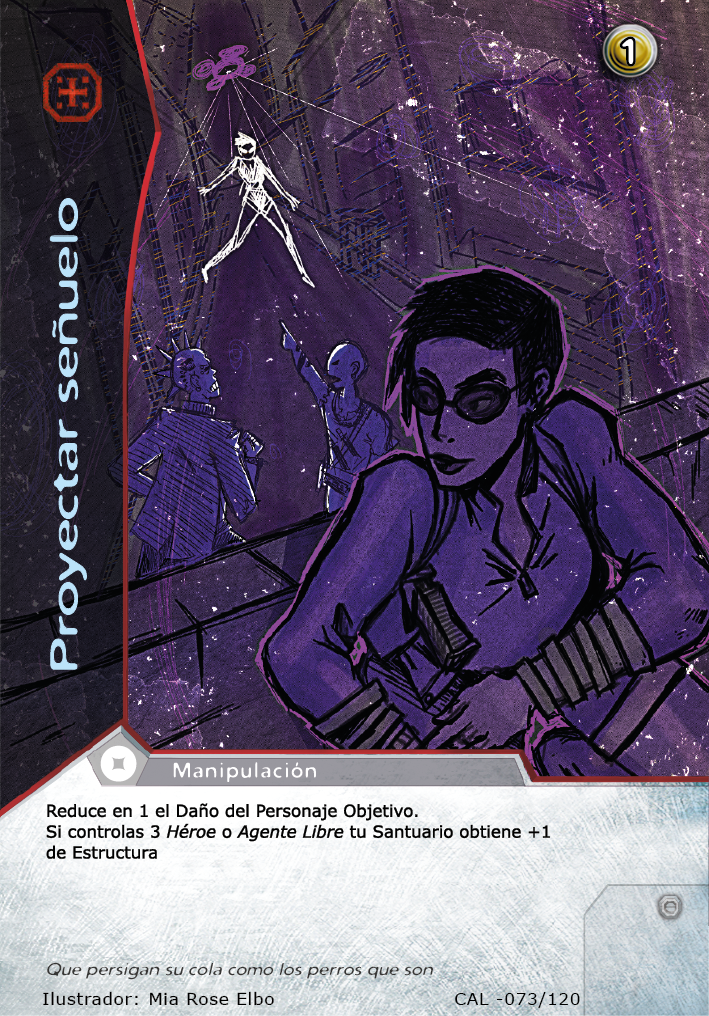 1
Proyectar señuelo
Manipulación
Reduce en 1 el Daño del Personaje Objetivo.
Si controlas 3 Héroe o Agente Libre tu Santuario obtiene +1
de Estructura
Que persigan su cola como los perros que son
Ilustrador: Mia Rose Elbo
CAL -073/120